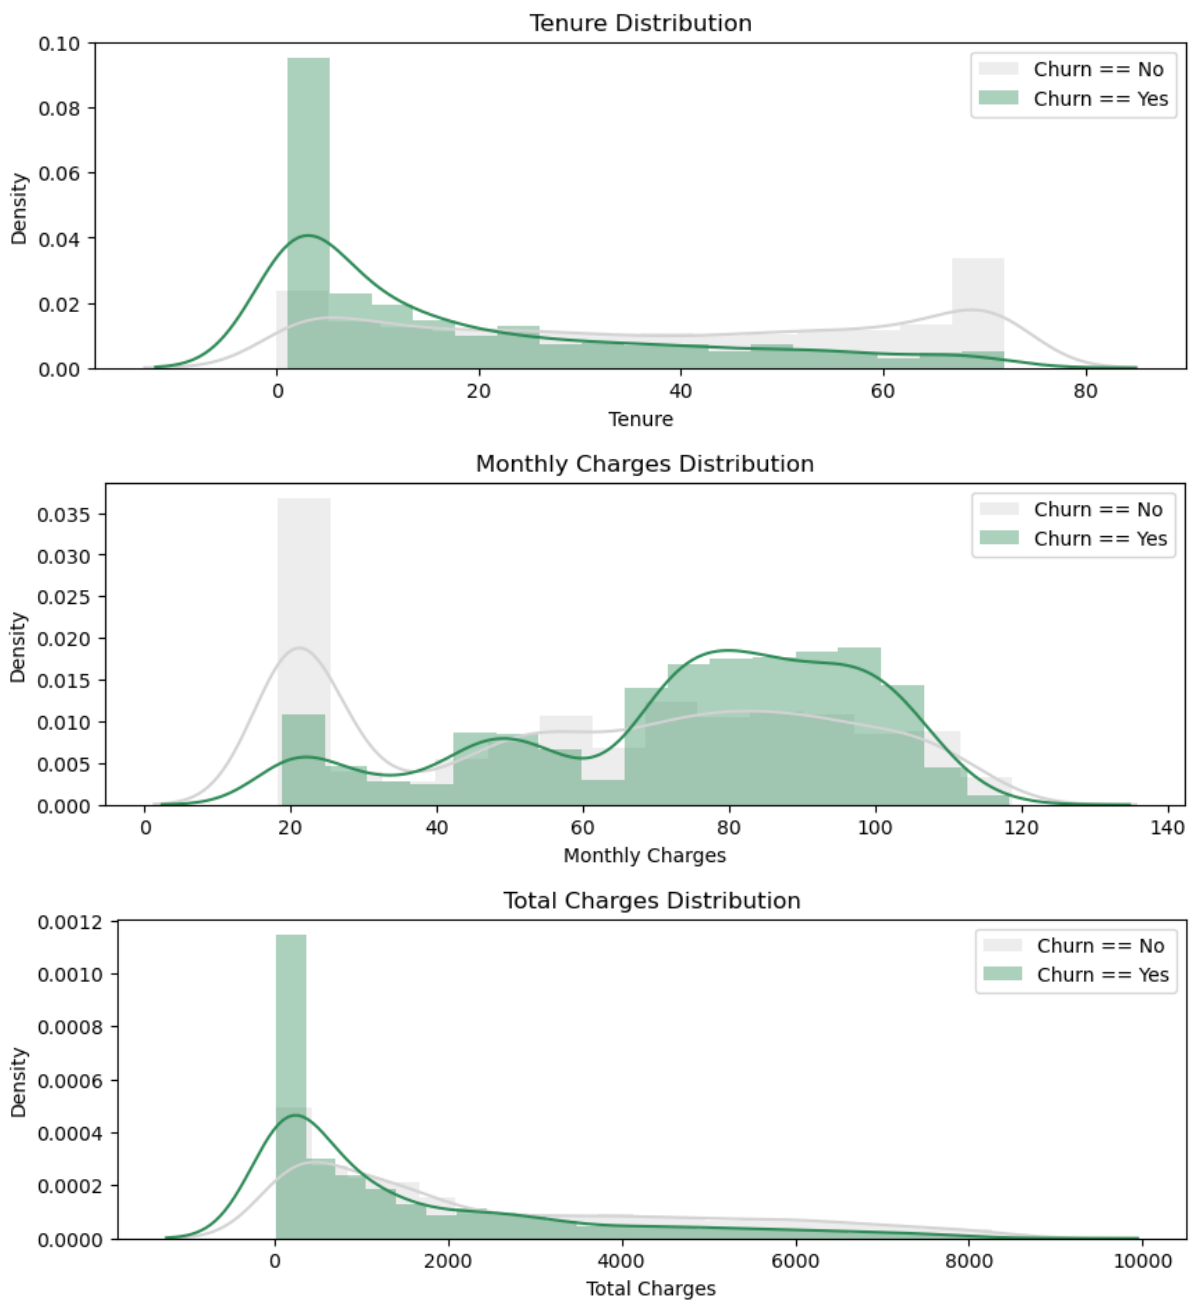 Tenure Distribution
0.10
0.08
0.06
0.04
0.02
0.00
Density
Churn == No
Churn == Yes
0 20 40 60 80
Tenure
Monthly Charges Distribution
0.035
0.030
0.025
0.020
0.015
0.010
0.005
0.000
Density
Churn == No
Churn == Yes
0 20 40 60 80 100 120 140
Monthly Charges
Total Charges Distribution
0.0012
0.0010
0.0008
0.0006
0.0004
0.0002
0.0000
Density
Churn == No
Churn == Yes
0 2000 4000 6000 8000 10000
Total Charges